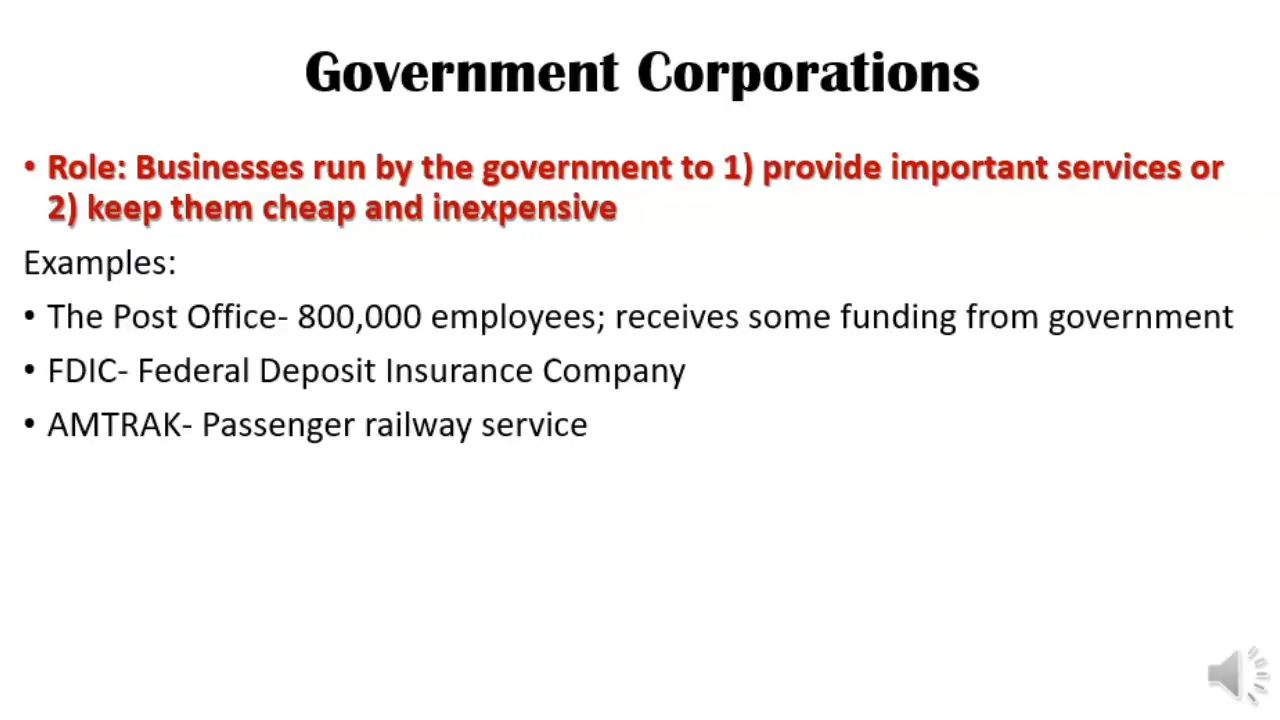 Government Corporations
• Role: Businesses run by the government to 1) provide important services or
2) keep them cheap and inexpensive
Examples:
• The Post Office- 800,000 employees; receives some funding from government
• FDIC- Federal Deposit Insurance Company
• AMTRAK- Passenger railway service